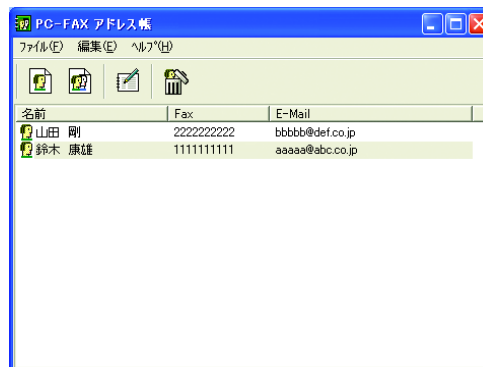 PC-FAX アドレス帳
ファイル(F) 編集(E) ヘルプ(H)
名前 Fax E-Mail
山田 剛 2222222222 bbbbb@def.co.jp
鈴木 康雄 1111111111 aaaaa@abc.co.jp